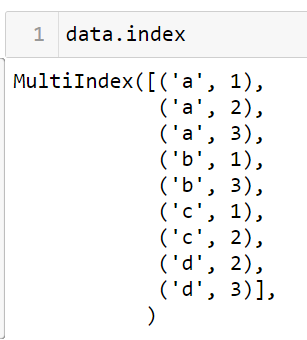 1 data.index
MultiIndex([('a', 1),
            ('a', 2),
            ('a', 3),
            ('b', 1),
            ('b', 3),
            ('c', 1),
            ('c', 2),
            ('d', 2),
            ('d', 3)],
           )